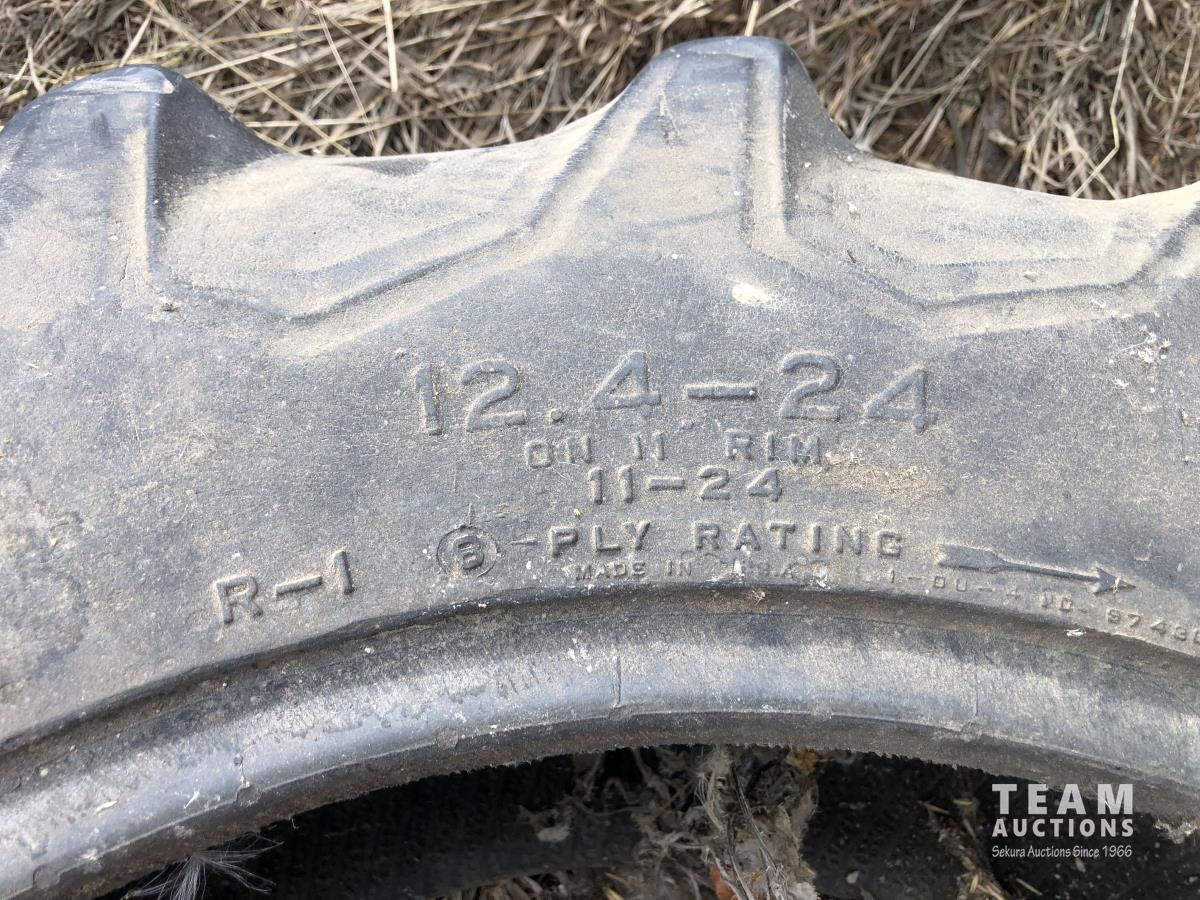 12.4-24
ON 11 RIM
11-24
-PLY RATING
R-1
MADE IN
TEAM
AUCTIONS
Sekura Auctions Since 1966